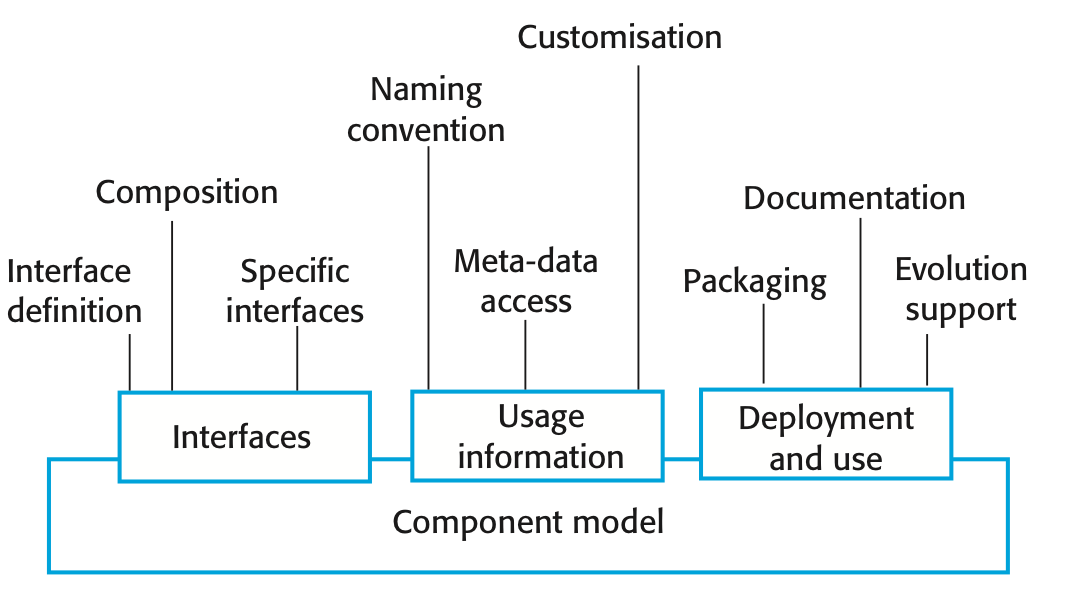 Customisation
Naming
convention
Composition
Documentation
Interface
definition
Specific
interfaces
Meta-data
access
Packaging
Evolution
support
Interfaces
Usage
information
Deployment
and use
Component model